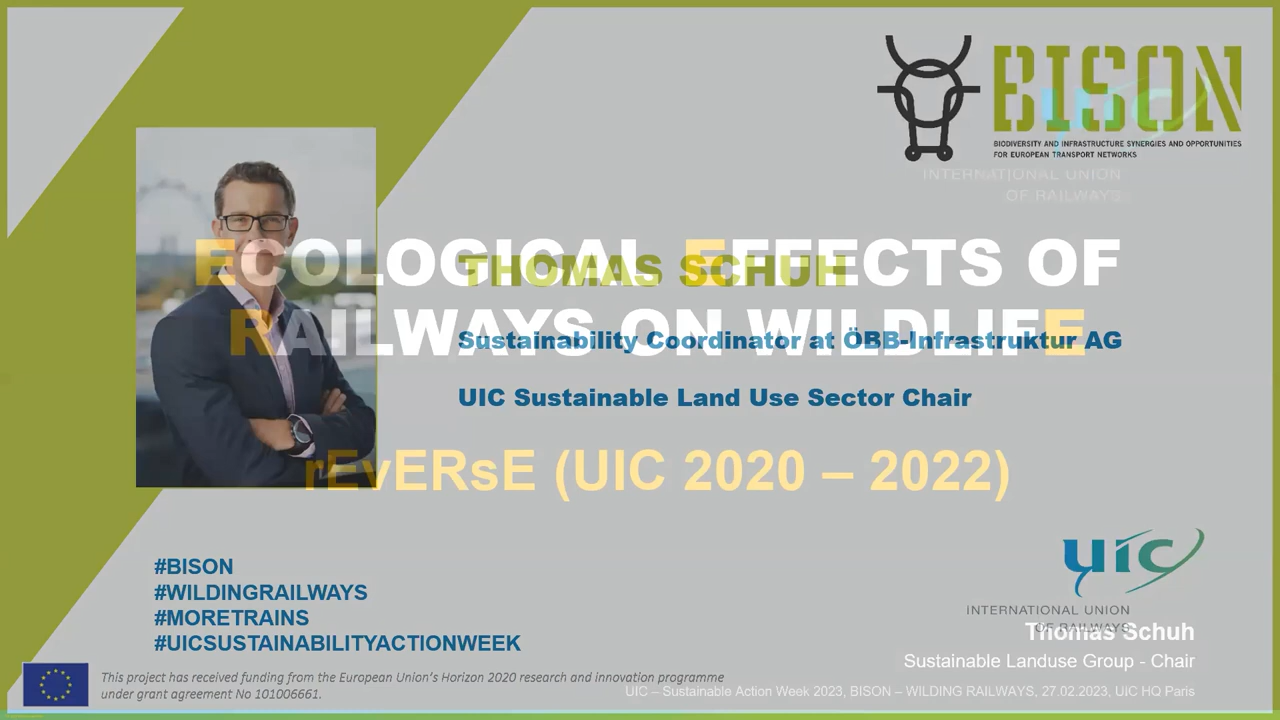 BISON
BIODIVERSITY AND INFRASTRUCTURE SYNERGIES AND OPPORTUNITIES
FOR EUROPEAN TRANSPORT NETWORKS
uic
INTERNATIONAL UNION
OF RAILWAYS
ECOLOGICAL EFFECTS OF
RAILWAYS ON WILDLIFE
THOMAS SCHUH
Sustainability Coordinator at ÖBB-Infrastruktur AG
UIC Sustainable Land Use Sector Chair
rEvERsE (UIC 2020 – 2022)
#BISON
#WILDINGRAILWAYS
#MORETRAINS
#UICSUSTAINABILITYACTIONWEEK
uic
INTERNATIONAL UNION
OF RAILWAYS
Thomas Schuh
Sustainable Landuse Group - Chair
This project has received funding from the European Union's Horizon 2020 research and innovation programme
under grant agreement No 101006661.
UIC – Sustainable Action Week 2023, BISON – WILDING RAILWAYS, 27.02.2023, UIC HQ Paris